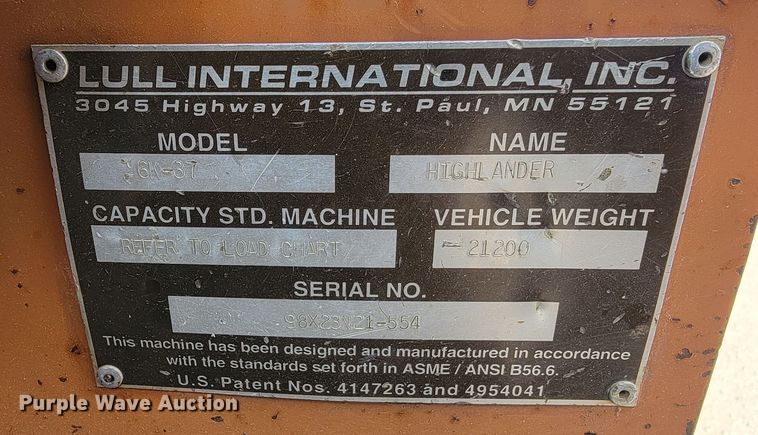 LULL INTERNATIONAL, INC.
3045 Highway 13, St. Paul, MN 55121
MODEL NAME
6K-37 HIGHLANDER
CAPACITY STD. MACHINE VEHICLE WEIGHT
REFER TO LOAD CHART 21200
SERIAL NO.
98X23N21-554
This machine has been designed and manufactured in accordance
with the standards set forth in ASME / ANSI B56.6.
U.S. Patent Nos. 4147263 and 4954041
Purple Wave Auction